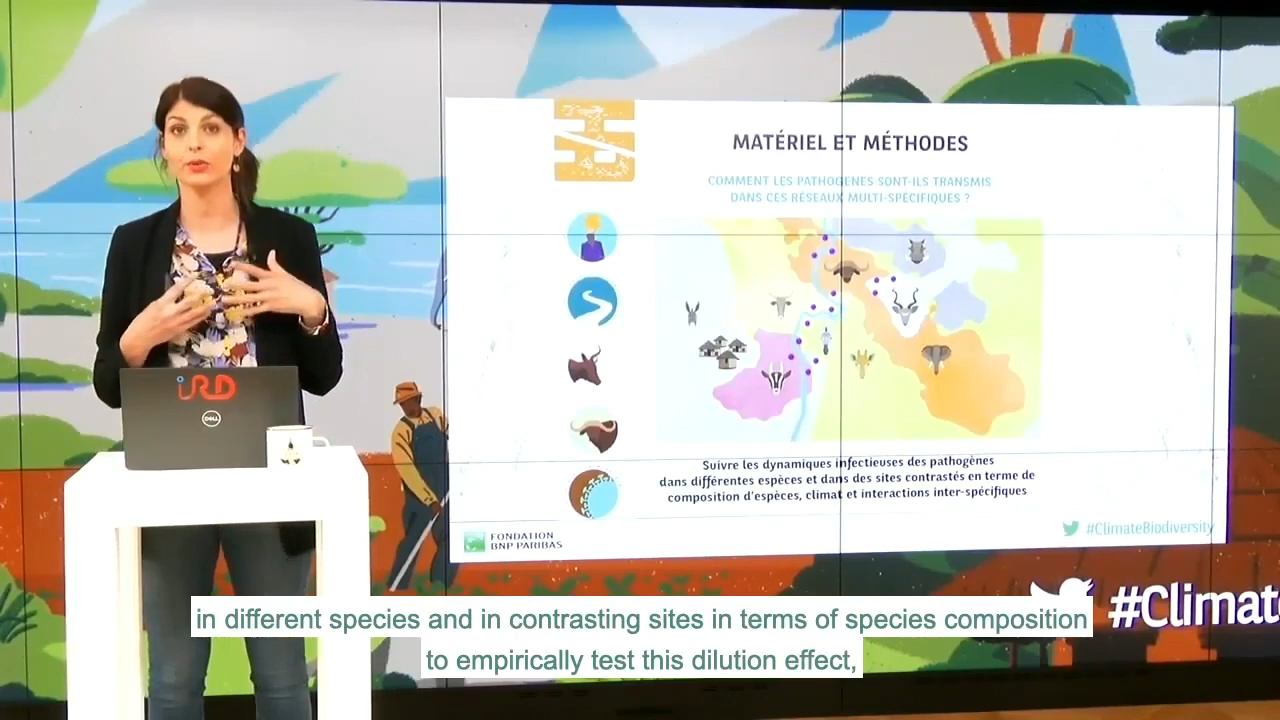 MATÉRIEL ET MÉTHODES
COMMENT LES PATHOGÈNES SONT-ILS TRANSMIS
DANS CES RÉSEAUX MULTI-SPÉCIFIQUES ?
Suivre les dynamiques infectieuses des pathogènes
dans différentes espèces et dans des sites contrastés en terme de
composition d'espèces, climat et interactions inter-spécifiques
FONDATION
BNP PARIBAS
#ClimateBiodiversity
iRD
DELL
#Climate
in different species and in contrasting sites in terms of species composition
to empirically test this dilution effect,